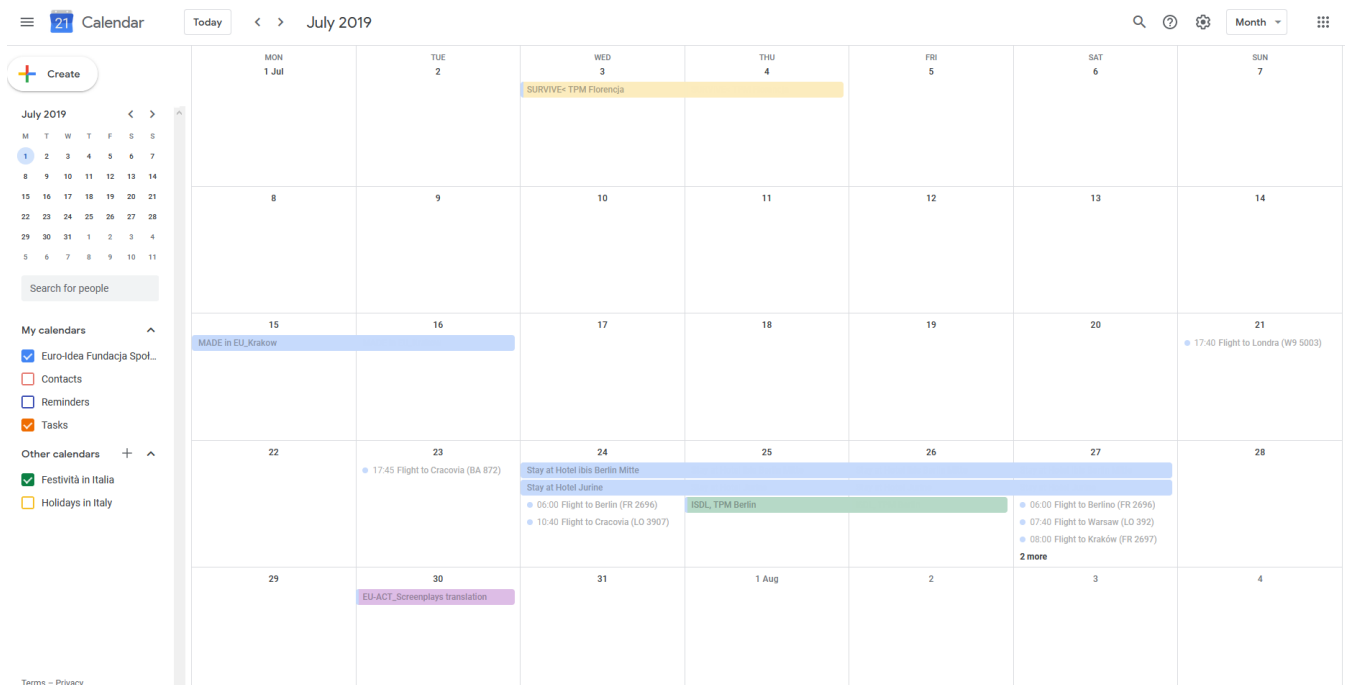 21 Calendar Today July 2019 Month
Create
July 2019
M T W T F S S
1 2 3 4 5 6 7
8 9 10 11 12 13 14
15 16 17 18 19 20 21
22 23 24 25 26 27 28
29 30 31 1 2 3 4
5 6 7 8 9 10 11
Search for people
My calendars
Euro-Idea Fundacja Społ...
Contacts
Reminders
Tasks
Other calendars
Festività in Italia
Holidays in Italy
Terms – Privacy
MON TUE WED THU FRI SAT SUN
1 Jul 2 3 4 5 6 7
SURVIVE< TPM Florencja
8 9 10 11 12 13 14
15 16 17 18 19 20 21
MADE in EU_Krakow
17:40 Flight to Londra (W9 5003)
22 23 24 25 26 27 28
17:45 Flight to Cracovia (BA 872)
Stay at Hotel ibis Berlin Mitte
Stay at Hotel Jurine
06:00 Flight to Berlin (FR 2696)
10:40 Flight to Cracovia (LO 3907)
ISDL, TPM Berlin
06:00 Flight to Berlino (FR 2696)
07:40 Flight to Warsaw (LO 392)
08:00 Flight to Kraków (FR 2697)
2 more
29 30 31 1 Aug 2 3 4
EU-ACT_Screenplays translation